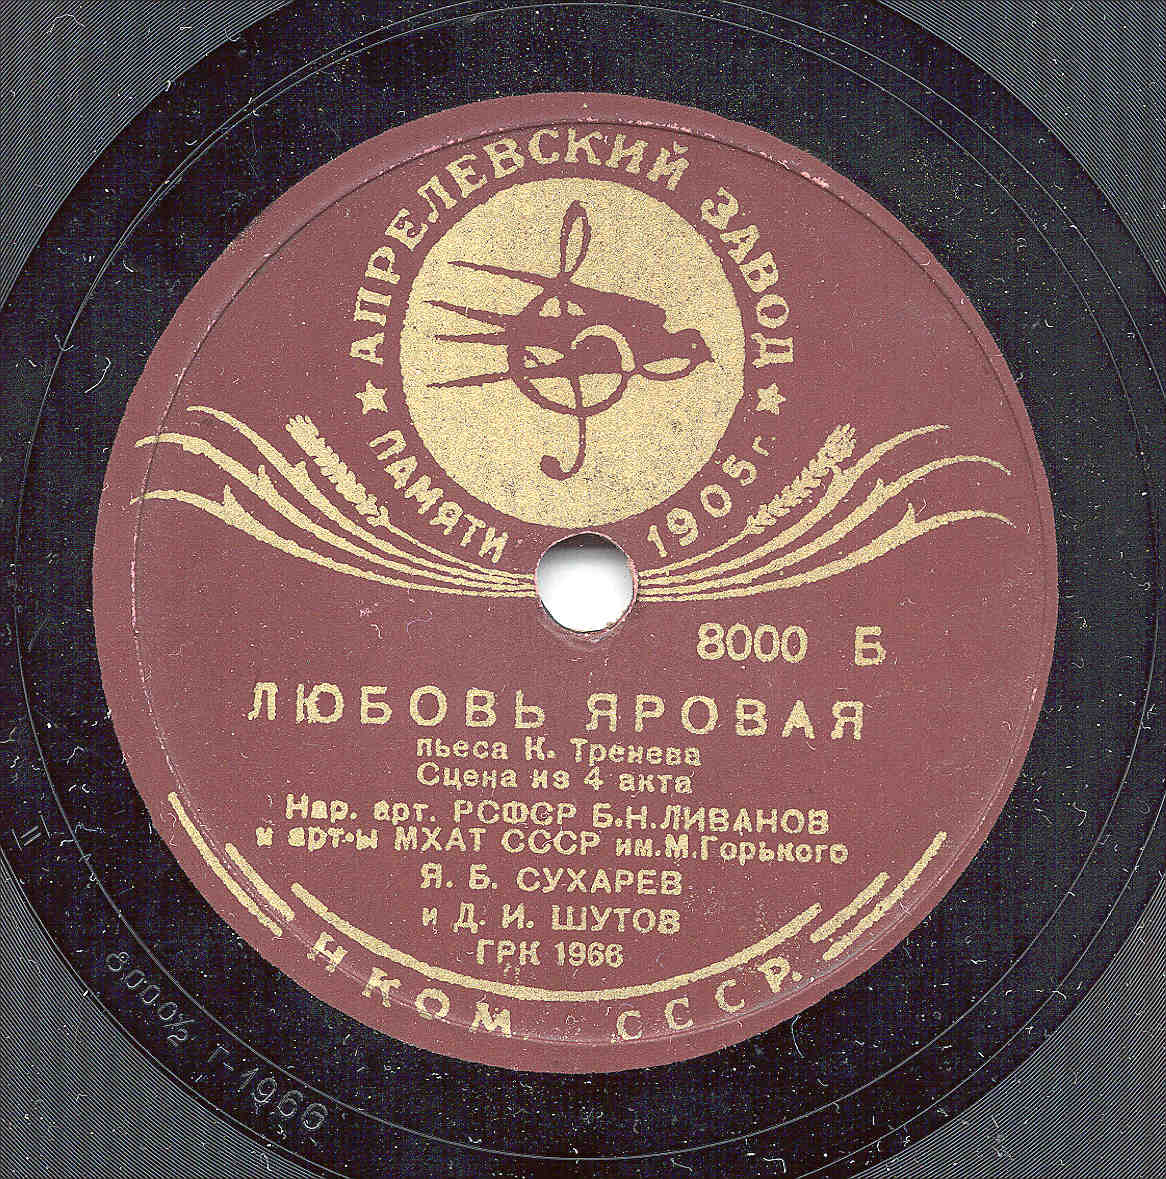 АПРЕЛЕВСКИЙ ЗАВОД
ПАМЯТИ 1905 г.
8000 Б
ЛЮБОВЬ ЯРОВАЯ
пьеса К. Тренева
Сцена из 4 акта
Нар. арт. РСФСР Б.Н.ЛИВАНОВ
и арт-ы МХАТ СССР им.М.Горького
Я. Б. СУХАРЕВ
и Д. И. ШУТОВ
ГРК 1966
НКОМ СССР.
8000½ Г-1966